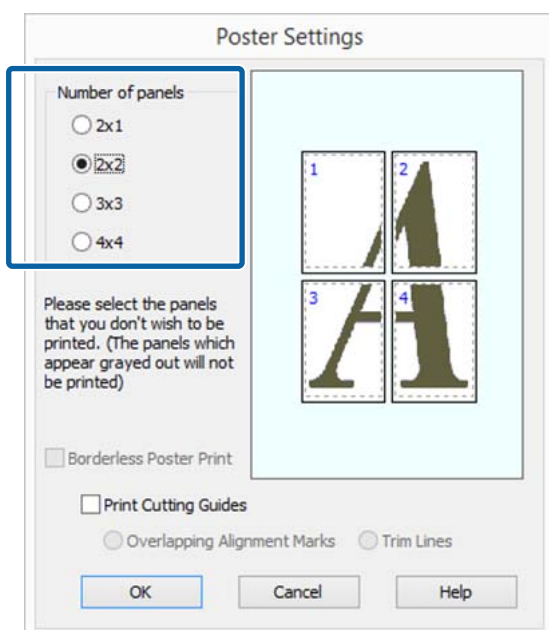 Poster Settings
Number of panels
2x1
2x2
3x3
4x4
1
2
3
4
A
Please select the panels
that you don't wish to be
printed. (The panels which
appear grayed out will not
be printed)
Borderless Poster Print
Print Cutting Guides
Overlapping Alignment Marks
Trim Lines
OK
Cancel
Help